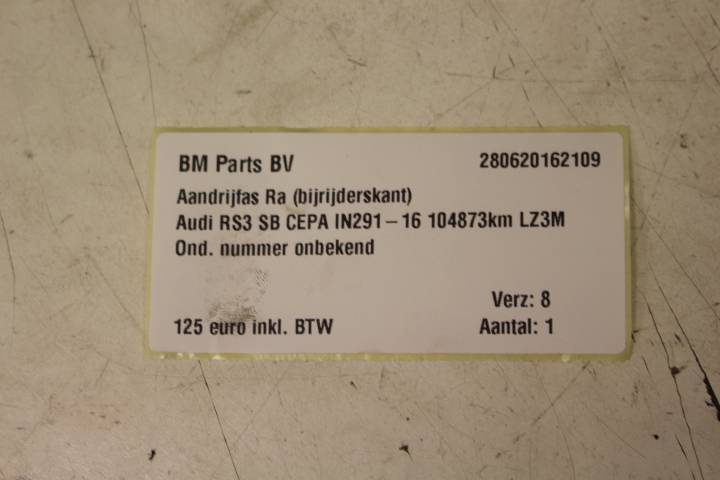 BM Parts BV 280620162109
Aandrijfas Ra (bijrijderskant)
Audi RS3 SB CEPA IN291 – 16 104873km LZ3M
Ond. nummer onbekend
Verz: 8
125 euro inkl. BTW Aantal: 1